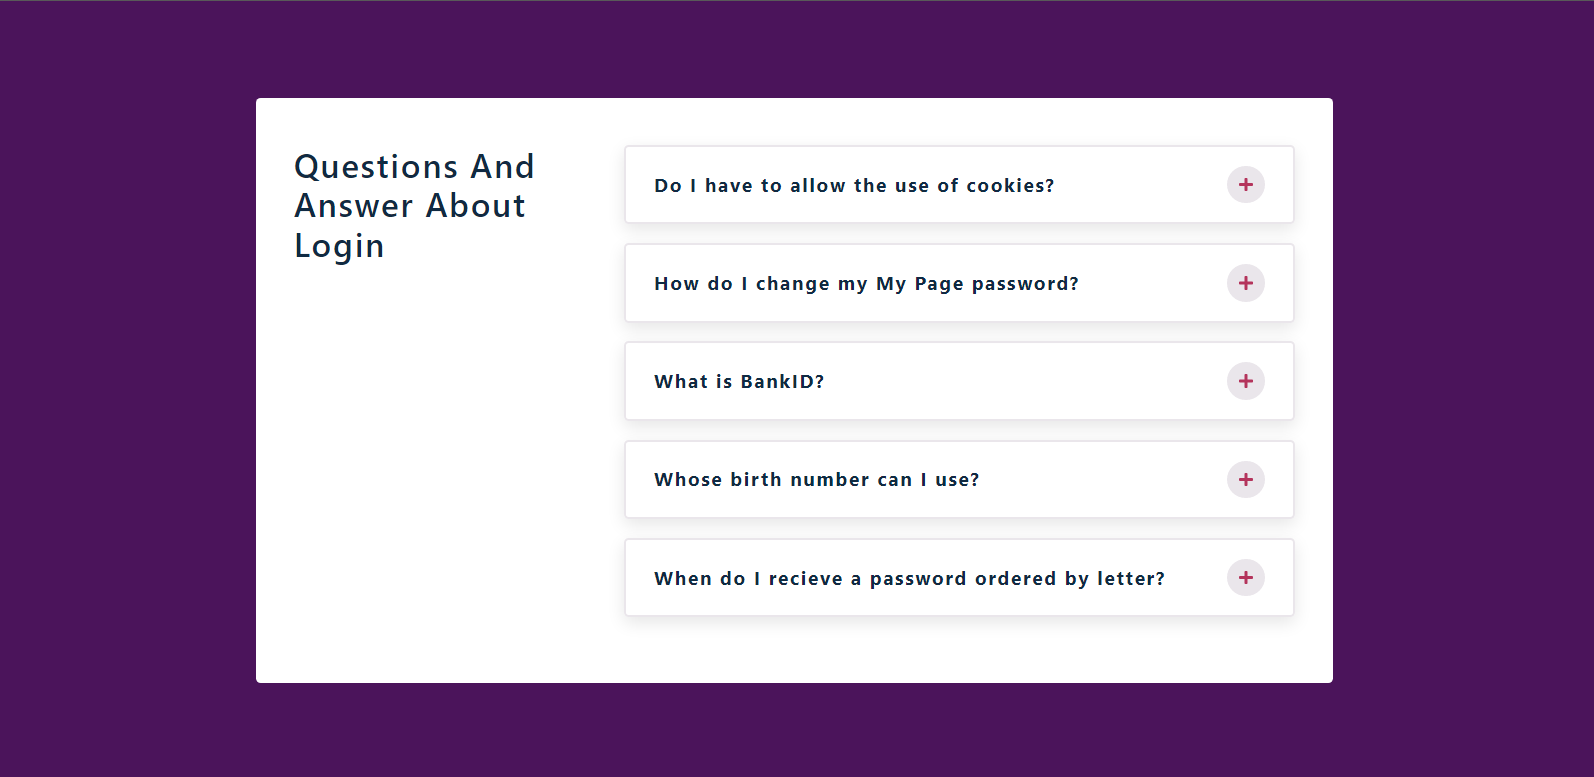 Questions And
Answer About
Login
Do I have to allow the use of cookies?
How do I change my My Page password?
What is BankID?
Whose birth number can I use?
When do I recieve a password ordered by letter?